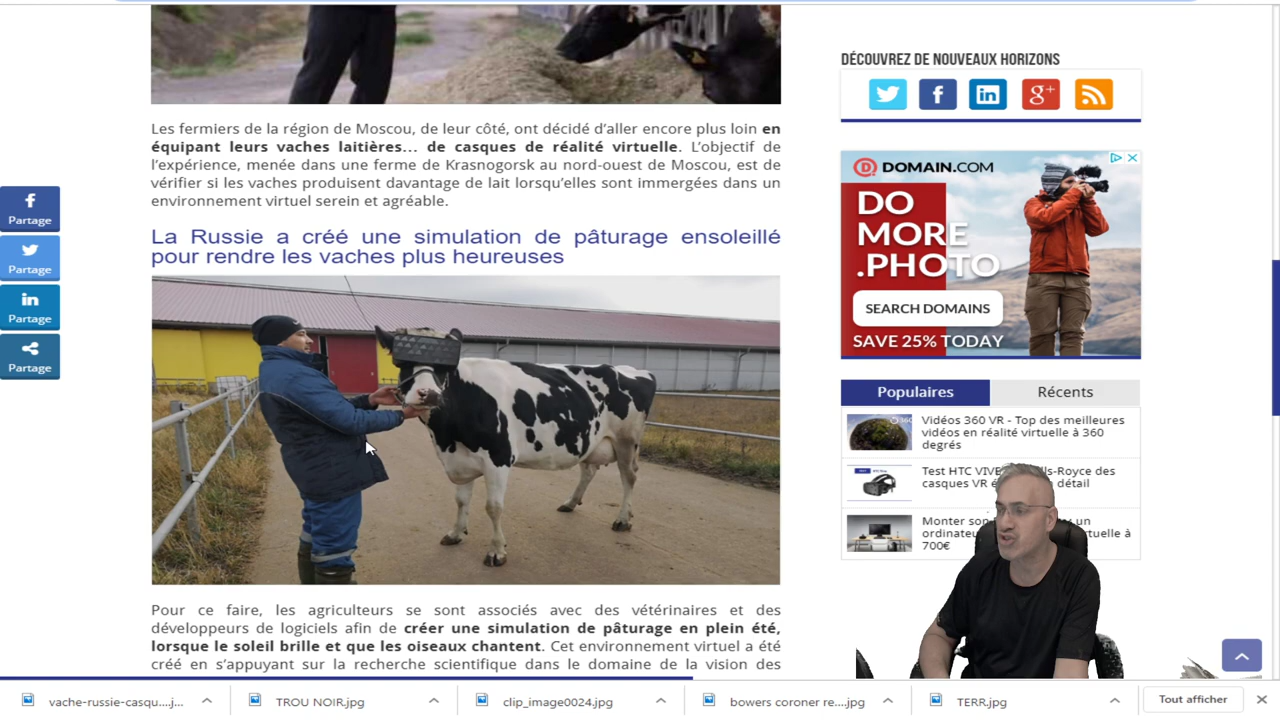 DÉCOUVREZ DE NOUVEAUX HORIZONS
Les fermiers de la région de Moscou, de leur côté, ont décidé d'aller encore plus loin en
équipant leurs vaches laitières... de casques de réalité virtuelle. L'objectif de
l'expérience, menée dans une ferme de Krasnogorsk au nord-ouest de Moscou, est de
vérifier si les vaches produisent davantage de lait lorsqu'elles sont immergées dans un
environnement virtuel serein et agréable.
La Russie a créé une simulation de pâturage ensoleillé
pour rendre les vaches plus heureuses
Pour ce faire, les agriculteurs se sont associés avec des vétérinaires et des
développeurs de logiciels afin de créer une simulation de pâturage en plein été,
lorsque le soleil brille et que les oiseaux chantent. Cet environnement virtuel a été
créé en s'appuyant sur la recherche scientifique dans le domaine de la vision des
Partage
Partage
Partage
Partage
DOMAIN.COM
DO
MORE
.PHOTO
SEARCH DOMAINS
SAVE 25% TODAY
Populaires
Récents
Vidéos 360 VR - Top des meilleures
vidéos en réalité virtuelle à 360
degrés
Test HTC VIVE lls-Royce des
casques VR détail
Monter son un
ordinateu tuelle à
700€
vache-russie-casqu....j...
TROU NOIR.jpg
clip_image0024.jpg
bowers coroner re....jpg
TERR.jpg
Tout afficher